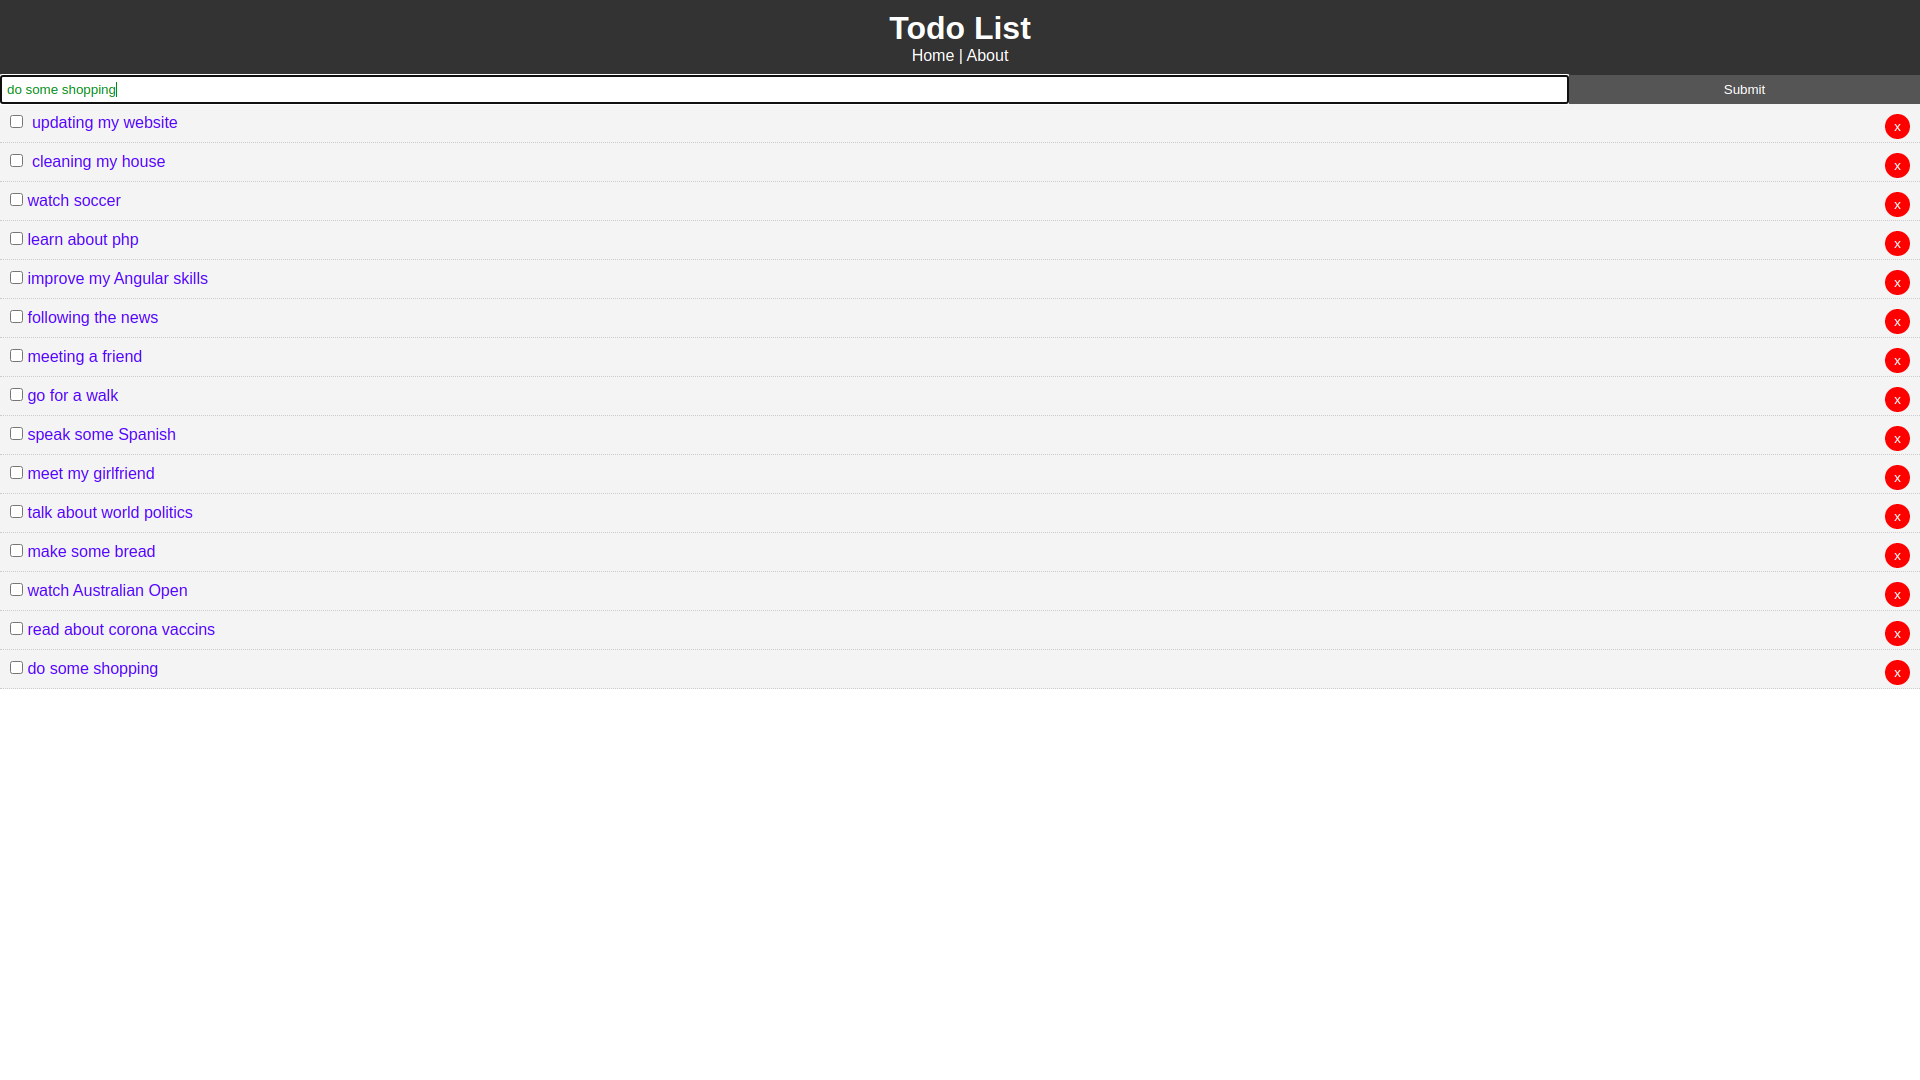 Todo List
Home | About
do some shopping
Submit
updating my website x
cleaning my house x
watch soccer x
learn about php x
improve my Angular skills x
following the news x
meeting a friend x
go for a walk x
speak some Spanish x
meet my girlfriend x
talk about world politics x
make some bread x
watch Australian Open x
read about corona vaccins x
do some shopping x